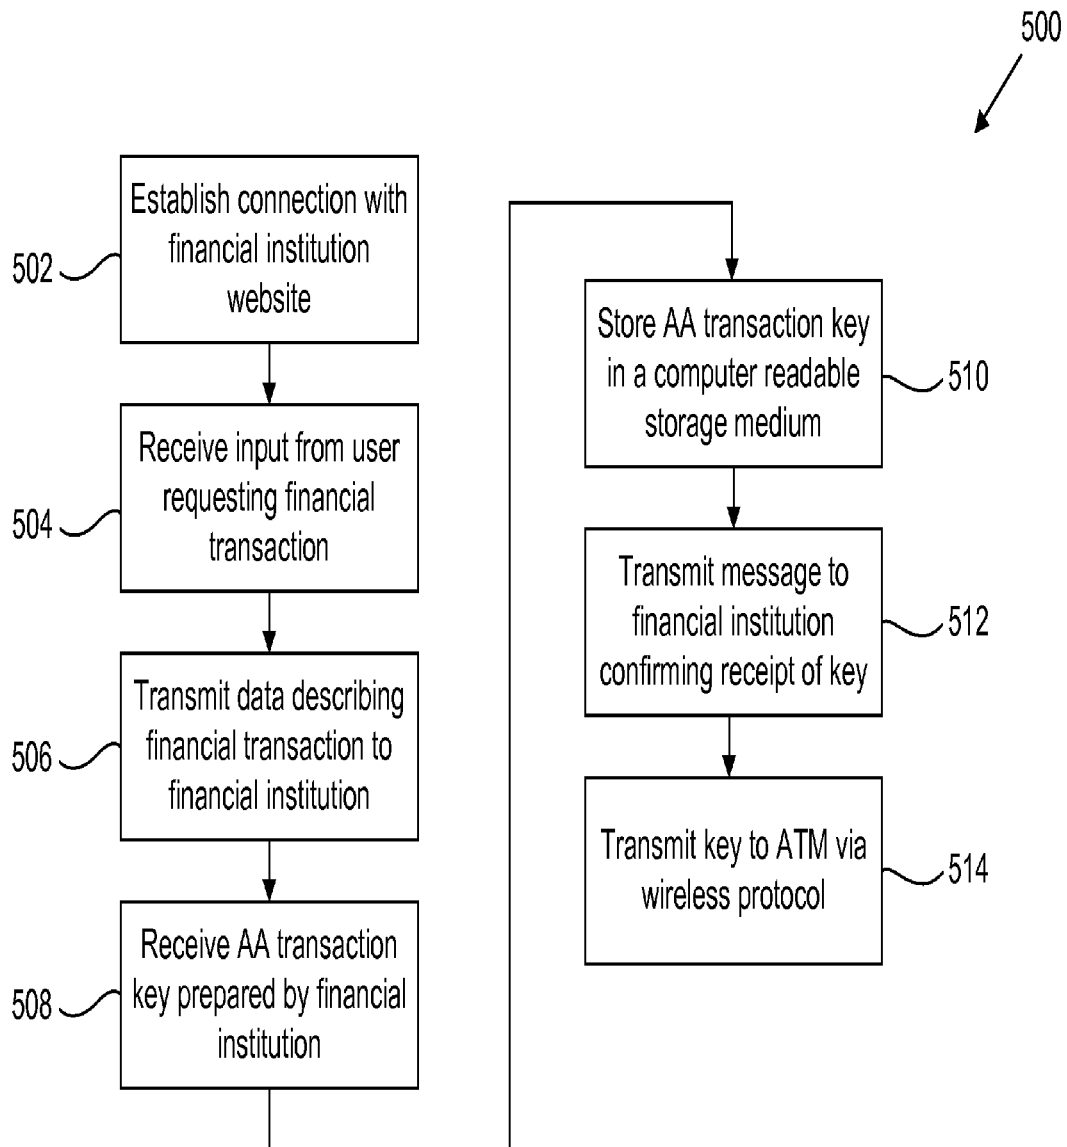 500
502
Establish connection with
financial institution
website
504
Receive input from user
requesting financial
transaction
506
Transmit data describing
financial transaction to
financial institution
508
Receive AA transaction
key prepared by financial
institution
Store AA transaction key
in a computer readable
storage medium
510
Transmit message to
financial institution
confirming receipt of key
512
Transmit key to ATM via
wireless protocol
514